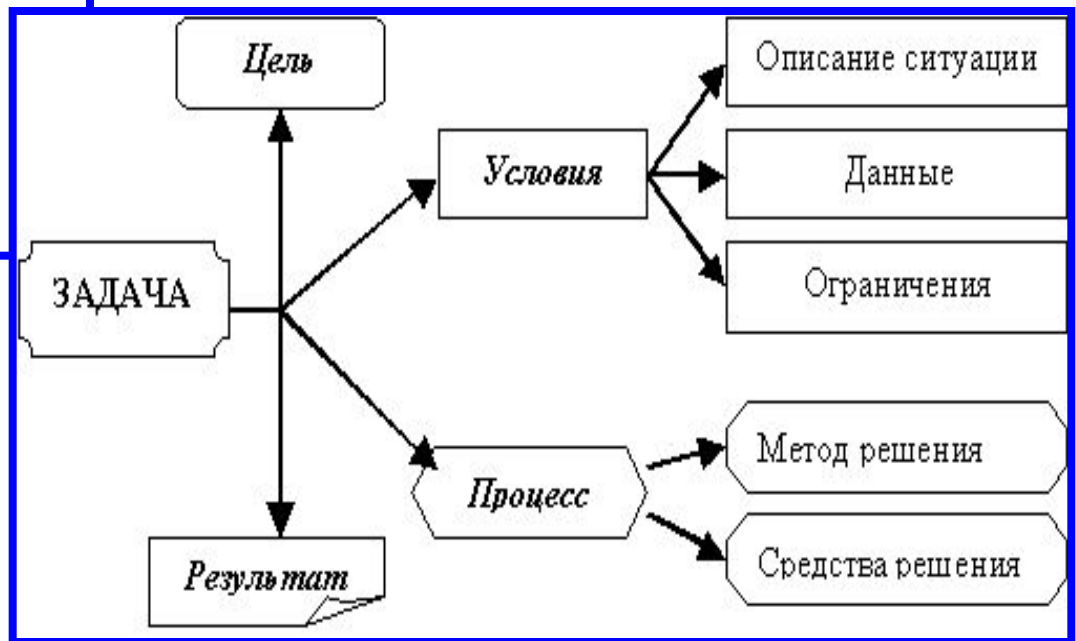 Цель
Описание ситуации
Условия
Данные
ЗАДАЧА
Ограничения
Метод решения
Процесс
Средства решения
Результат